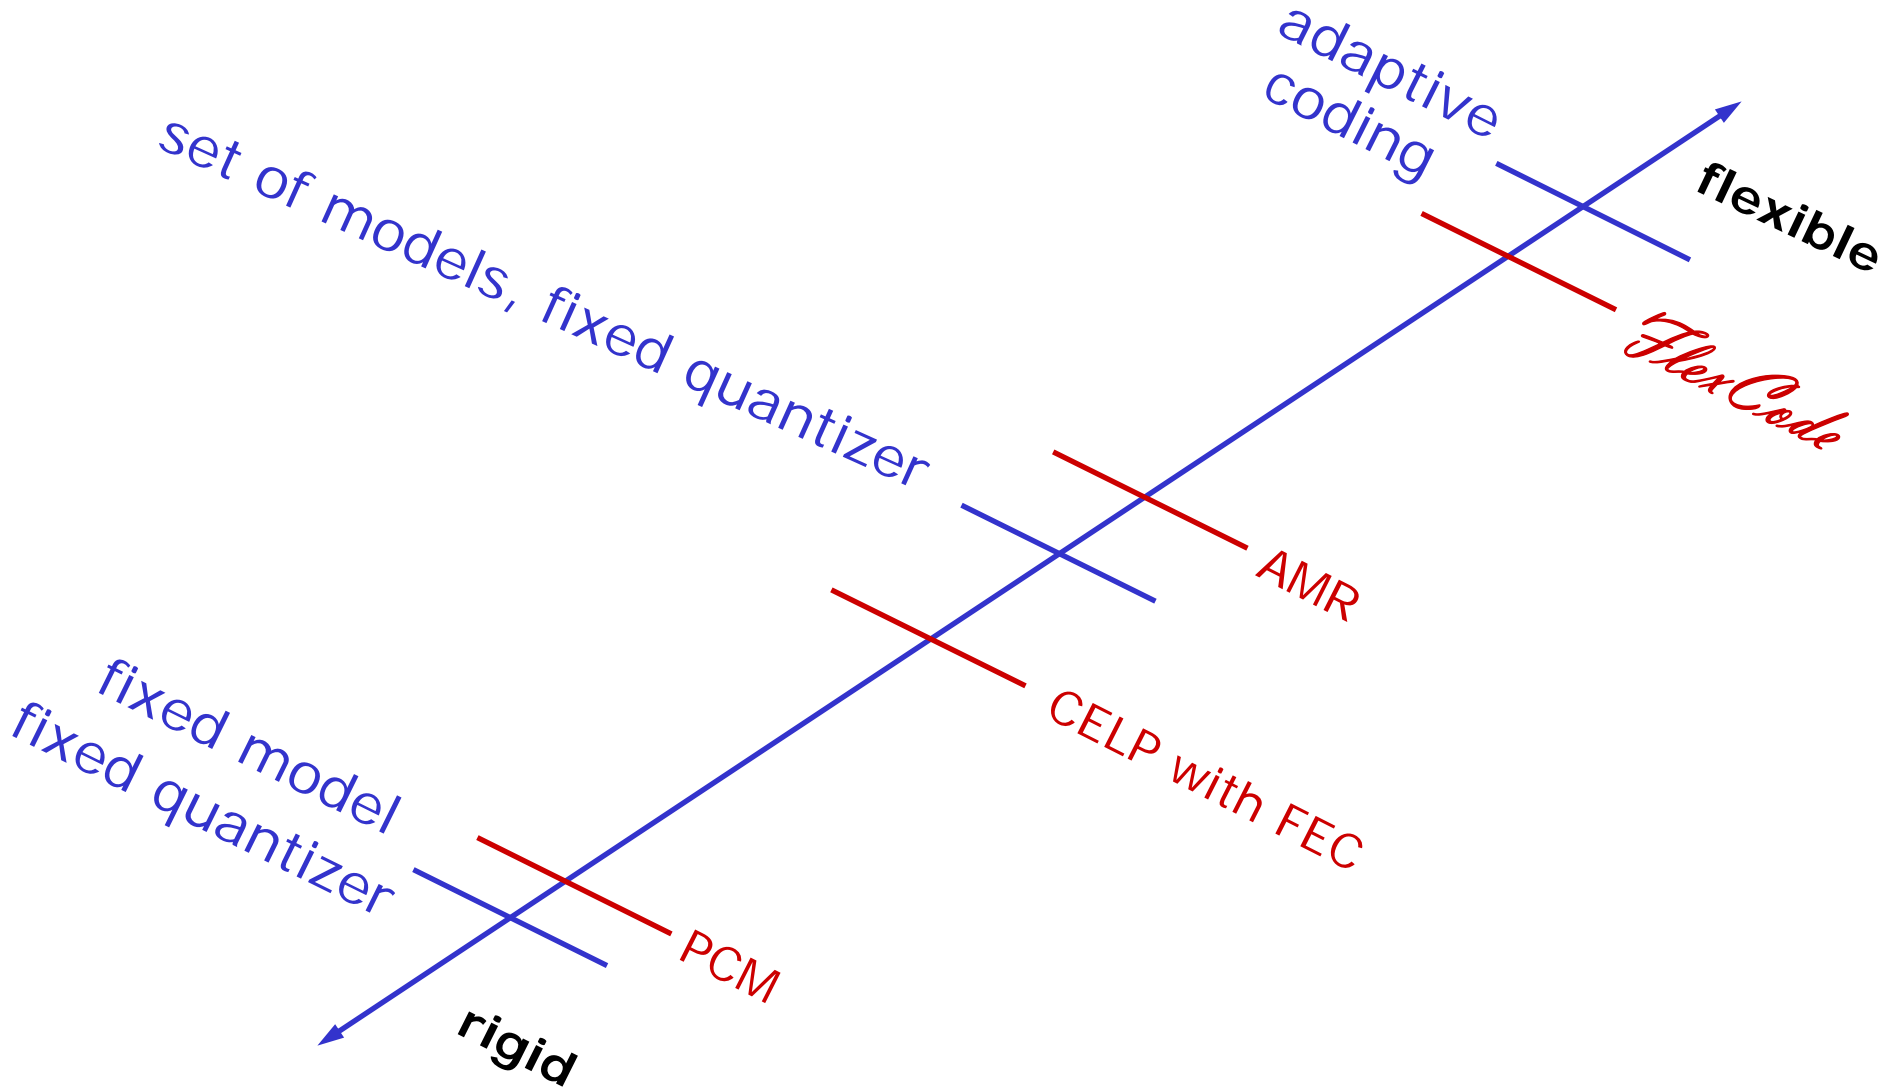 adaptive
coding
flexible
set of models, fixed quantizer
FlexCode
AMR
CELP with FEC
fixed model
fixed quantizer
PCM
rigid